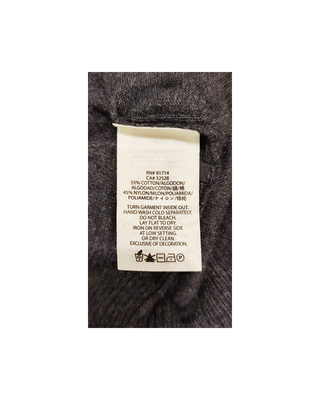 RN# 91714
CA# 32528
55% COTTON/ALGODON/
ALGODAO/COTON/綿/棉
45% NYLON/NILON/POLIAMIDA/
POLIAMIDE/ナイロン/锦纶
TURN GARMENT INSIDE OUT.
HAND WASH COLD SEPARATELY.
DO NOT BLEACH.
LAY FLAT TO DRY.
IRON ON REVERSE SIDE
AT LOW SETTING.
OR DRY CLEAN.
EXCLUSIVE OF DECORATION.